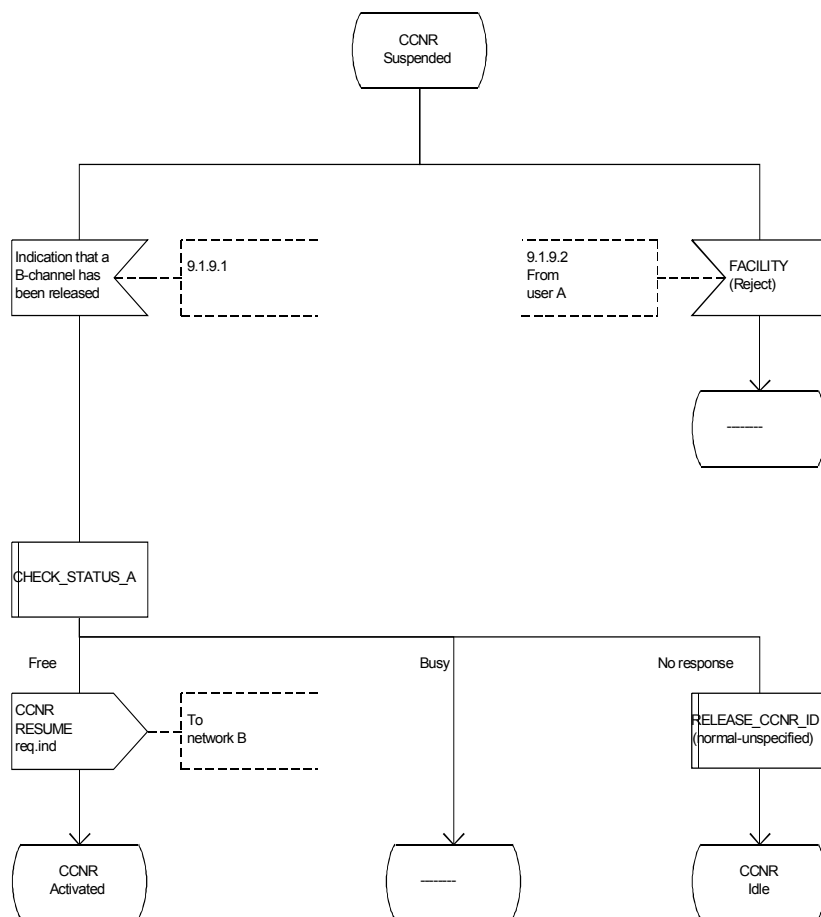 CCNR
Suspended
Indication that a
B-channel has
been released
9.1.9.1
9.1.9.2
From
user A
FACILITY
(Reject)
--------
CHECK_STATUS_A
Free
Busy
No response
CCNR
RESUME
req.ind
To
network B
RELEASE_CCNR_ID
(normal-unspecified)
CCNR
Activated
--------
CCNR
Idle